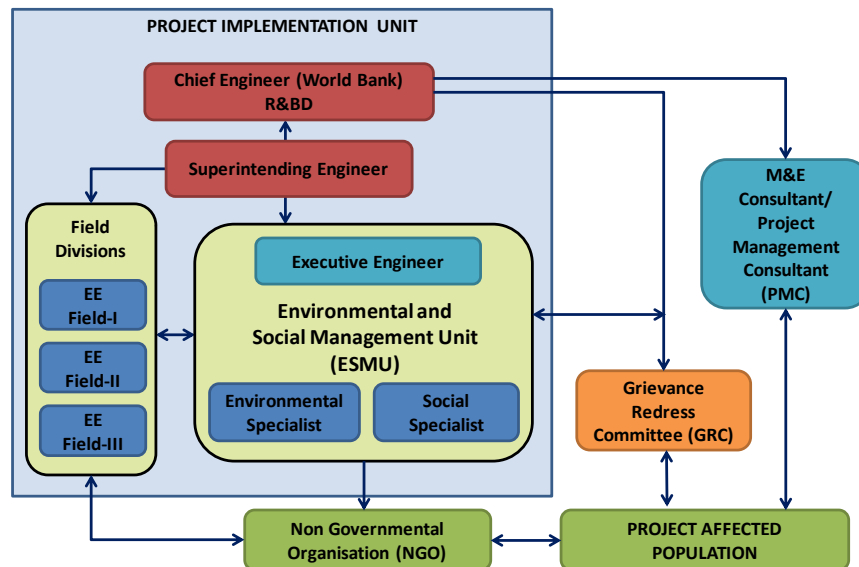 PROJECT IMPLEMENTATION UNIT
Chief Engineer (World Bank)
R&BD
Superintending Engineer
M&E
Consultant/
Project
Management
Consultant
(PMC)
Field
Divisions
EE
Field-I
EE
Field-II
EE
Field-III
Executive Engineer
Environmental and
Social Management Unit
(ESMU)
Environmental
Specialist
Social
Specialist
Grievance
Redress
Committee (GRC)
Non Governmental
Organisation (NGO)
PROJECT AFFECTED
POPULATION